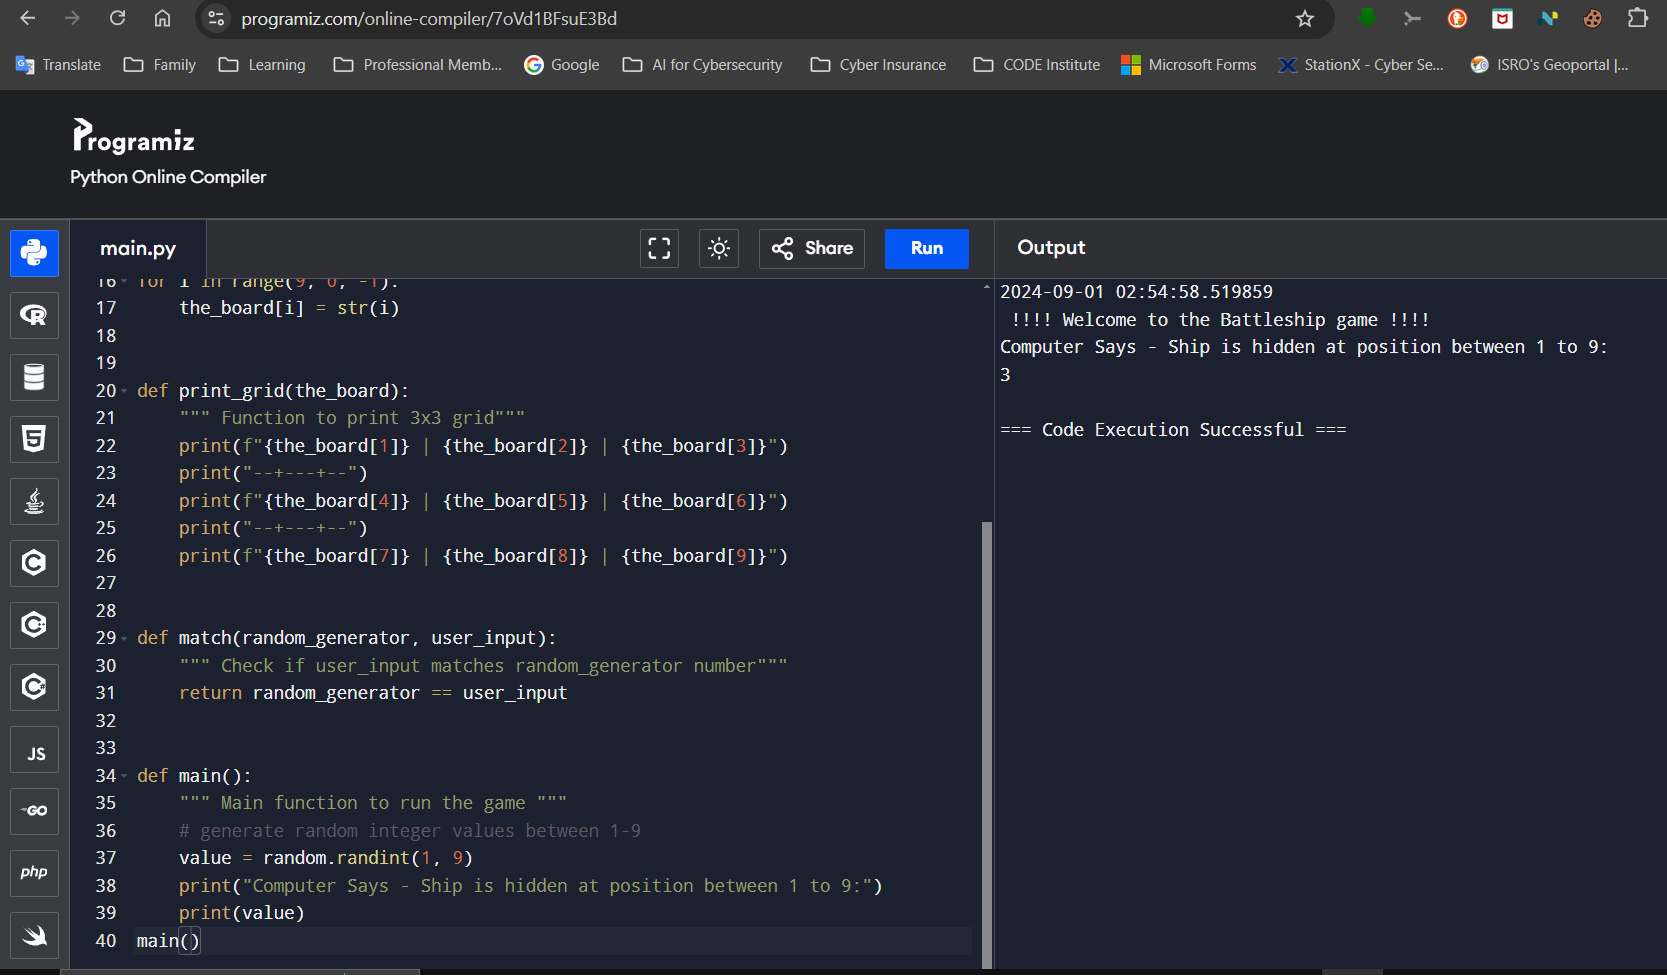 programiz.com/online-compiler/7oVd1BFsuE3Bd
Translate Family Learning Professional Memb... Google AI for Cybersecurity Cyber Insurance CODE Institute Microsoft Forms StationX - Cyber Se... ISRO's Geoportal |...
Programiz
Python Online Compiler
main.py Share Run Output
16 for i in range(9, 0, -1):
17     the_board[i] = str(i)
18
19
20 def print_grid(the_board):
21     """ Function to print 3x3 grid"""
22     print(f"{the_board[1]} | {the_board[2]} | {the_board[3]}")
23     print("--+---+--")
24     print(f"{the_board[4]} | {the_board[5]} | {the_board[6]}")
25     print("--+---+--")
26     print(f"{the_board[7]} | {the_board[8]} | {the_board[9]}")
27
28
29 def match(random_generator, user_input):
30     """ Check if user_input matches random_generator number"""
31     return random_generator == user_input
32
33
34 def main():
35     """ Main function to run the game """
36     # generate random integer values between 1-9
37     value = random.randint(1, 9)
38     print("Computer Says - Ship is hidden at position between 1 to 9:")
39     print(value)
40 main()
2024-09-01 02:54:58.519859
 !!!! Welcome to the Battleship game !!!!
Computer Says - Ship is hidden at position between 1 to 9:
3
=== Code Execution Successful ===
R
5
C
C
C
JS
GO
php